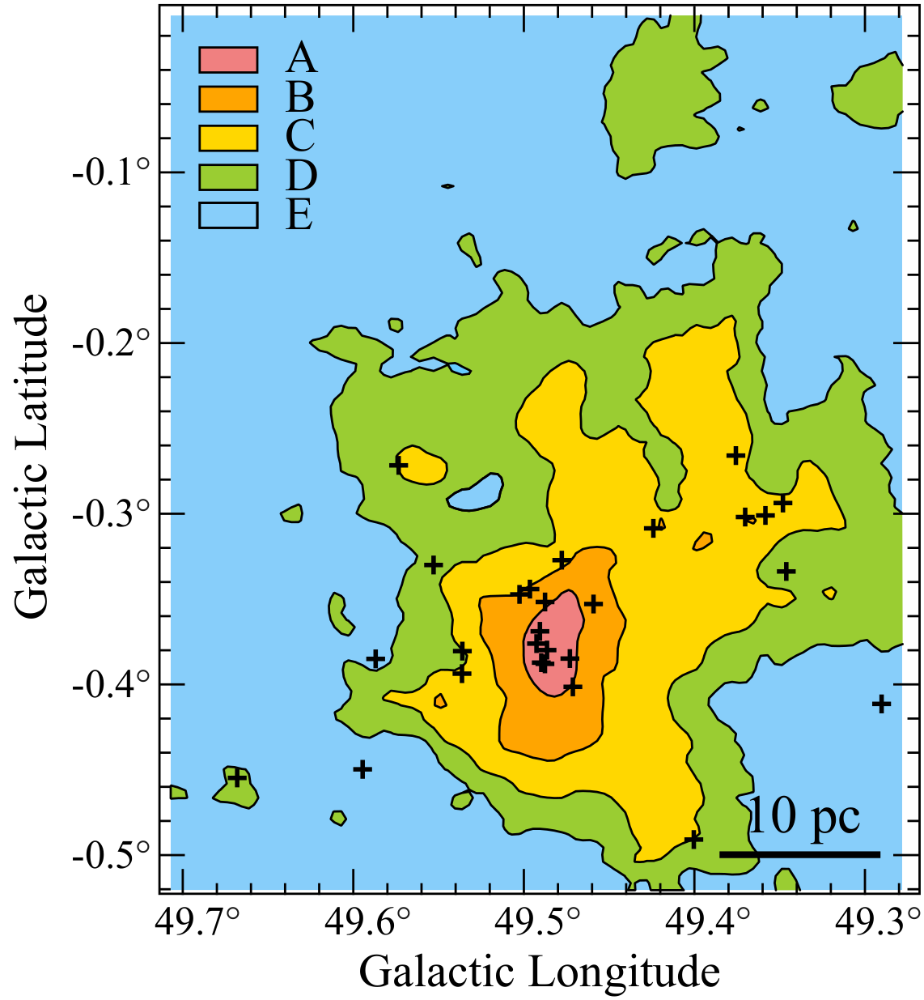 A
B
C
D
E
-0.1°
-0.2°
-0.3°
-0.4°
-0.5°
Galactic Latitude
10 pc
49.7° 49.6° 49.5° 49.4° 49.3°
Galactic Longitude